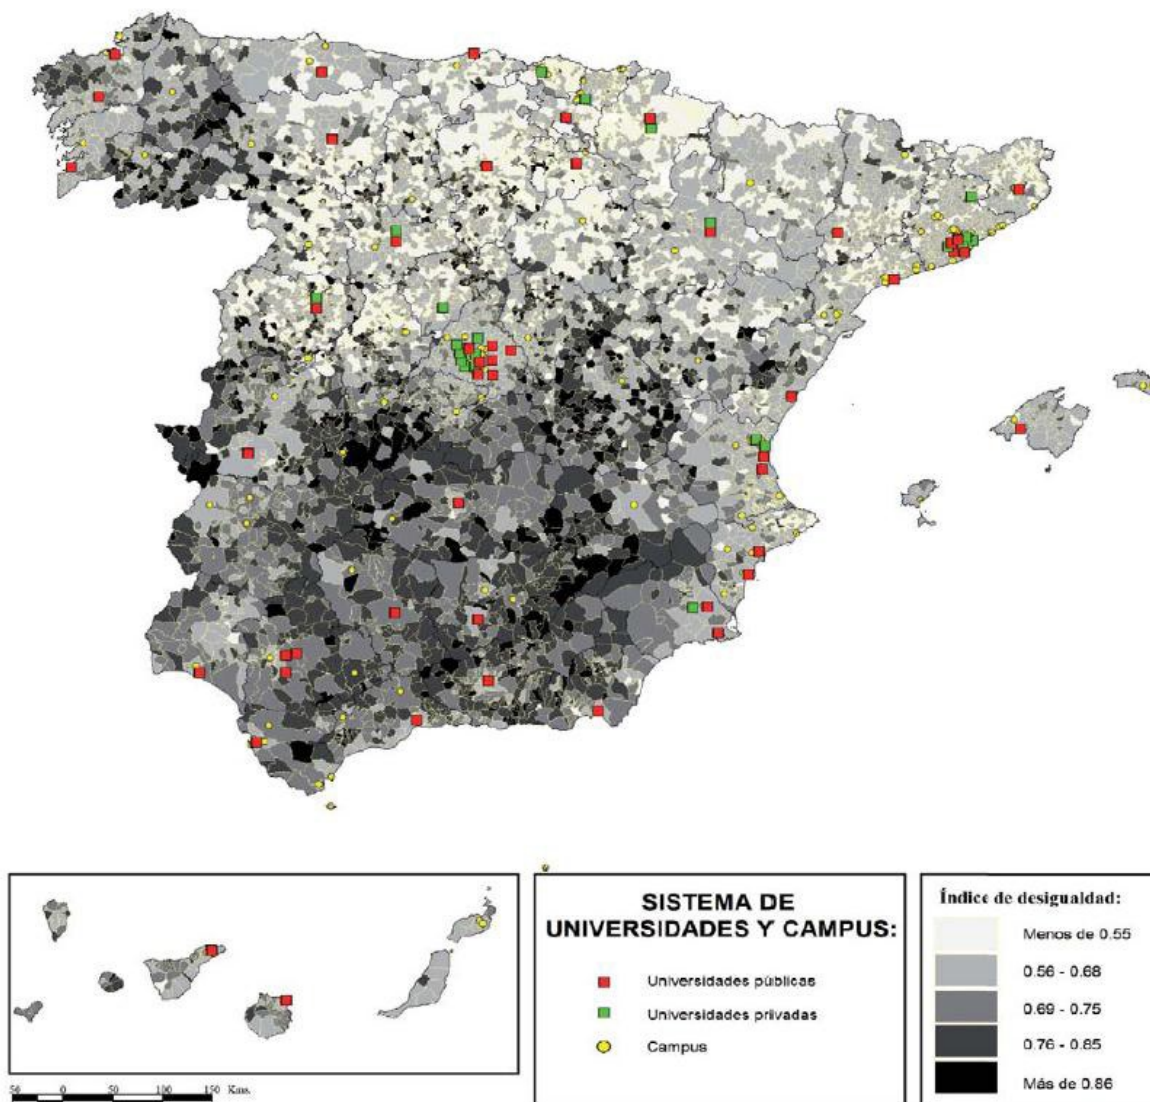 SISTEMA DE
UNIVERSIDADES Y CAMPUS:
Universidades públicas
Universidades privadas
Campus
Índice de desigualdad:
Menos de 0.55
0.56 - 0.68
0.69 - 0.75
0.76 - 0.85
Más de 0.86
50 0 50 100 150 Kms.